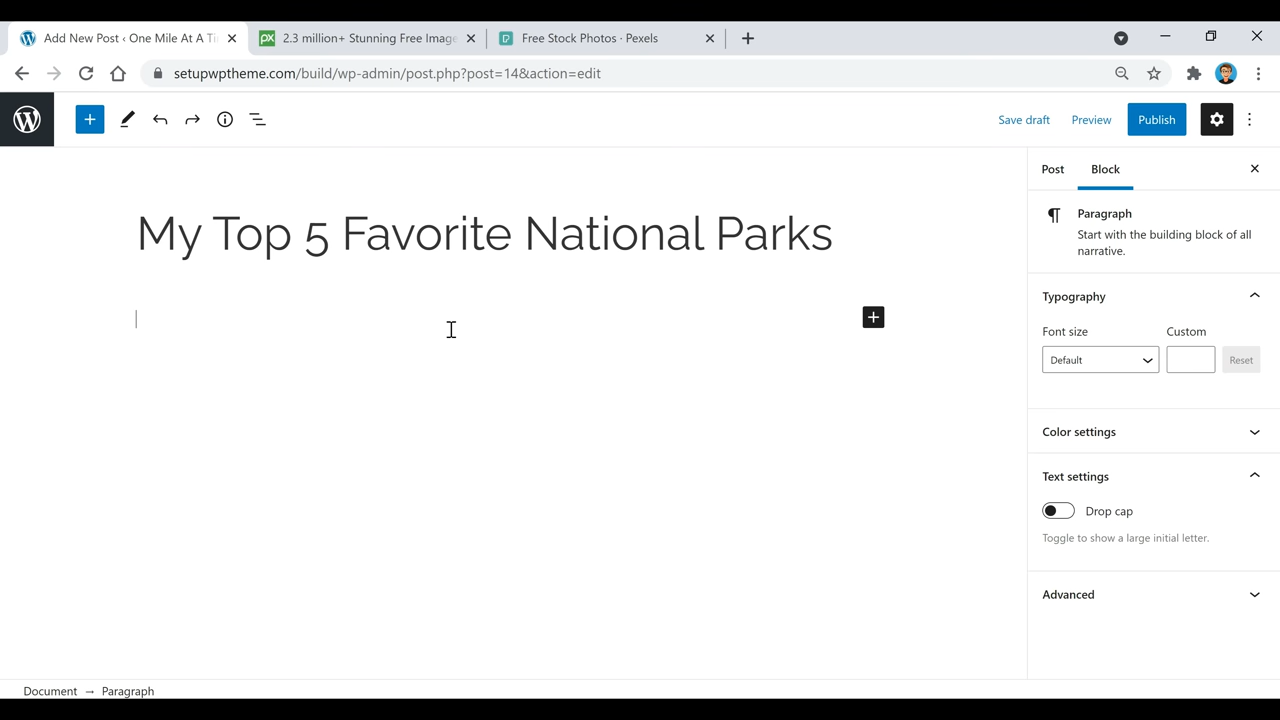 Add New Post ‹ One Mile At A Ti
2.3 million+ Stunning Free Image
Free Stock Photos · Pexels
setupwptheme.com/build/wp-admin/post.php?post=14&action=edit
Save draft
Preview
Publish
Post
Block
My Top 5 Favorite National Parks
Paragraph
Start with the building block of all
narrative.
Typography
Font size
Custom
Default
Reset
Color settings
Text settings
Drop cap
Toggle to show a large initial letter.
Advanced
Document → Paragraph